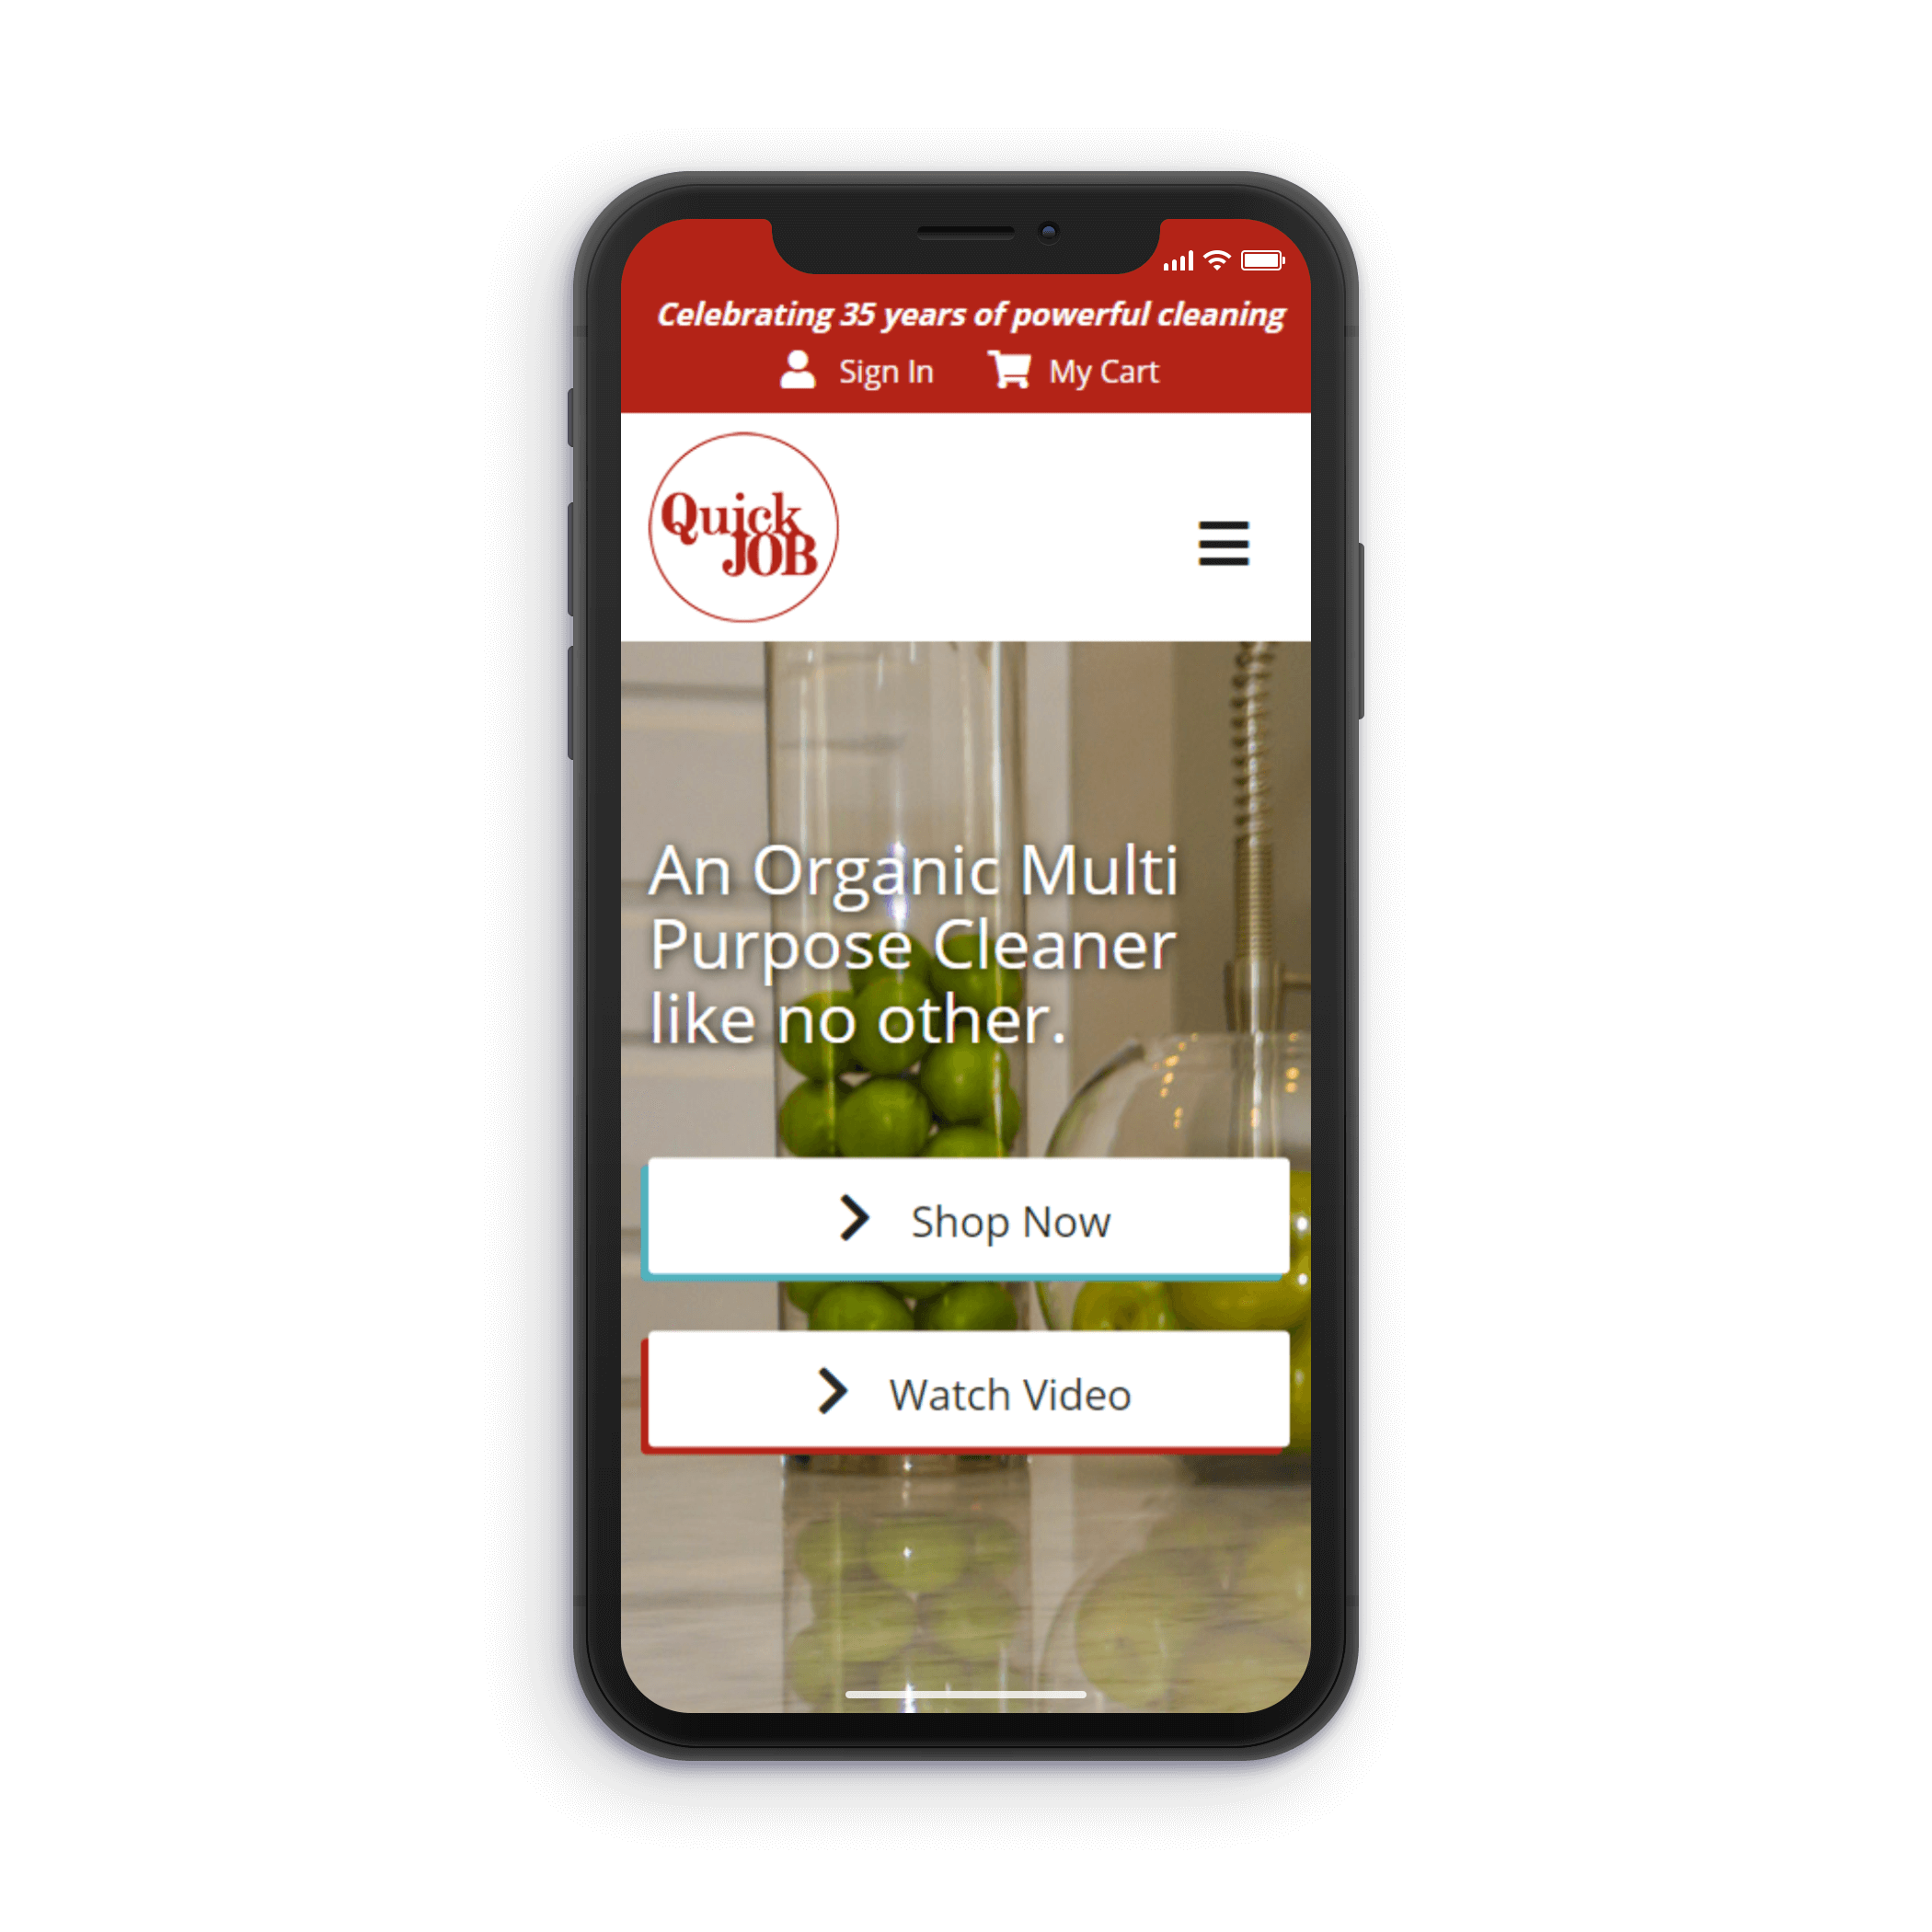 Celebrating 35 years of powerful cleaning
Sign In My Cart
Quick
JOB
An Organic Multi
Purpose Cleaner
like no other.
Shop Now
Watch Video